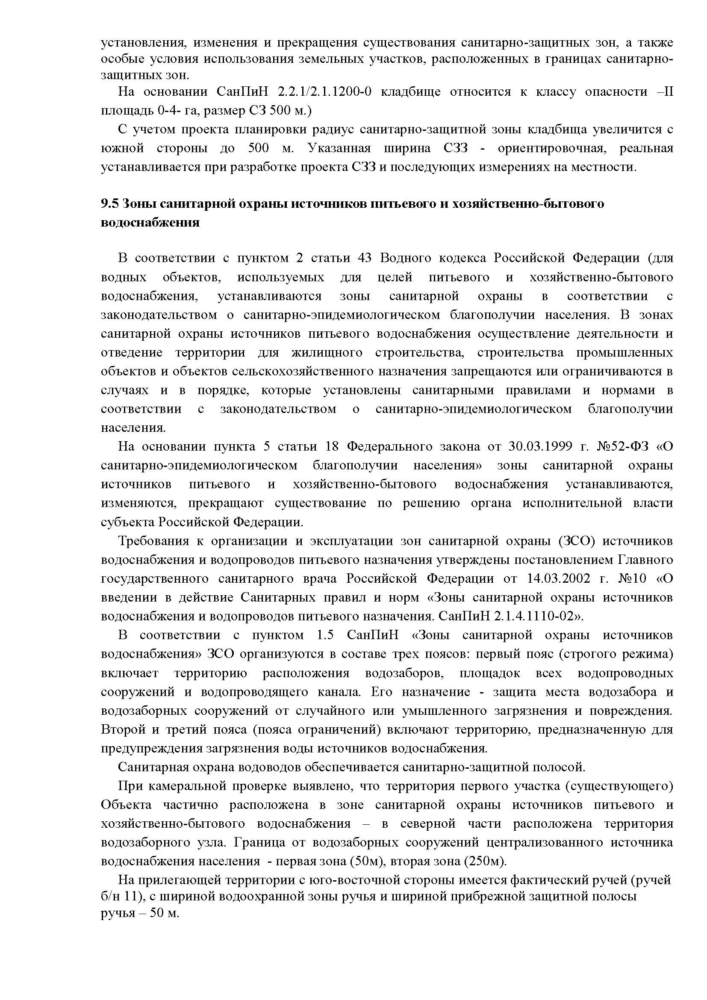 установления, изменения и прекращения существования санитарно-защитных зон, а также
особые условия использования земельных участков, расположенных в границах санитарно-
защитных зон.
На основании СанПиН 2.2.1/2.1.1200-0 кладбище относится к классу опасности –II
площадь 0-4- га, размер СЗ 500 м.)
С учетом проекта планировки радиус санитарно-защитной зоны кладбища увеличится с
южной стороны до 500 м. Указанная ширина СЗЗ - ориентировочная, реальная
устанавливается при разработке проекта СЗЗ и последующих измерениях на местности.
9.5 Зоны санитарной охраны источников питьевого и хозяйственно-бытового
водоснабжения
В соответствии с пунктом 2 статьи 43 Водного кодекса Российской Федерации (для
водных объектов, используемых для целей питьевого и хозяйственно-бытового
водоснабжения, устанавливаются зоны санитарной охраны в соответствии с
законодательством о санитарно-эпидемиологическом благополучии населения. В зонах
санитарной охраны источников питьевого водоснабжения осуществление деятельности и
отведение территории для жилищного строительства, строительства промышленных
объектов и объектов сельскохозяйственного назначения запрещаются или ограничиваются в
случаях и в порядке, которые установлены санитарными правилами и нормами в
соответствии с законодательством о санитарно-эпидемиологическом благополучии
населения.
На основании пункта 5 статьи 18 Федерального закона от 30.03.1999 г. №52-ФЗ «О
санитарно-эпидемиологическом благополучии населения» зоны санитарной охраны
источников питьевого и хозяйственно-бытового водоснабжения устанавливаются,
изменяются, прекращают существование по решению органа исполнительной власти
субъекта Российской Федерации.
Требования к организации и эксплуатации зон санитарной охраны (ЗСО) источников
водоснабжения и водопроводов питьевого назначения утверждены постановлением Главного
государственного санитарного врача Российской Федерации от 14.03.2002 г. №10 «О
введении в действие Санитарных правил и норм «Зоны санитарной охраны источников
водоснабжения и водопроводов питьевого назначения. СанПиН 2.1.4.1110-02».
В соответствии с пунктом 1.5 СанПиН «Зоны санитарной охраны источников
водоснабжения» ЗСО организуются в составе трех поясов: первый пояс (строгого режима)
включает территорию расположения водозаборов, площадок всех водопроводных
сооружений и водопроводящего канала. Его назначение - защита места водозабора и
водозаборных сооружений от случайного или умышленного загрязнения и повреждения.
Второй и третий пояса (пояса ограничений) включают территорию, предназначенную для
предупреждения загрязнения воды источников водоснабжения.
Санитарная охрана водоводов обеспечивается санитарно-защитной полосой.
При камеральной проверке выявлено, что территория первого участка (существующего)
Объекта частично расположена в зоне санитарной охраны источников питьевого и
хозяйственно-бытового водоснабжения – в северной части расположена территория
водозаборного узла. Граница от водозаборных сооружений централизованного источника
водоснабжения населения  - первая зона (50м), вторая зона (250м).
На прилегающей территории с юго-восточной стороны имеется фактический ручей (ручей
б/н 11), с шириной водоохранной зоны ручья и шириной прибрежной защитной полосы
ручья – 50 м.